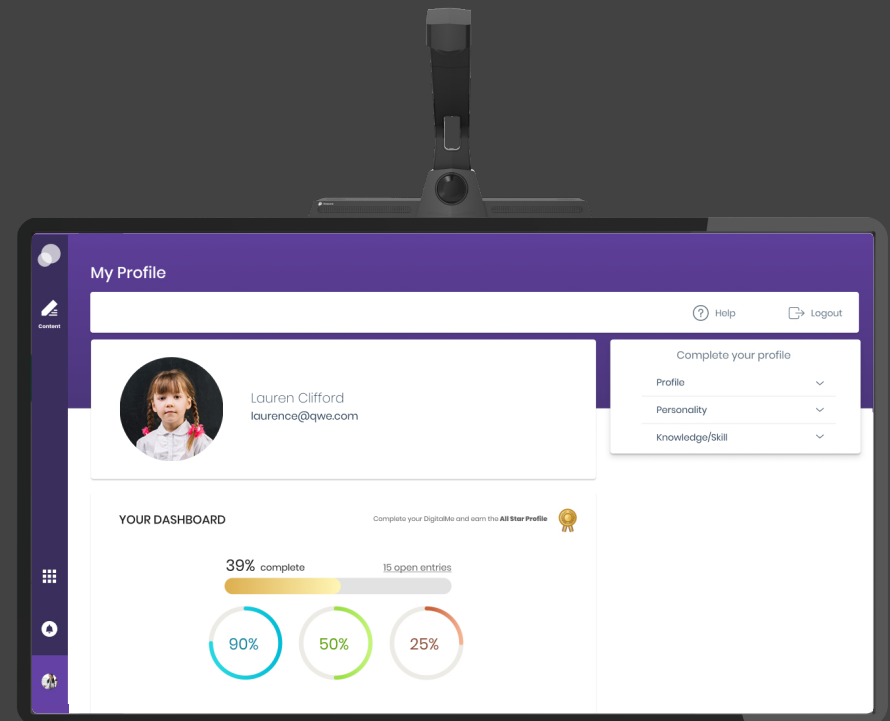 My Profile
Content
Help
Logout
Lauren Clifford
laurence@qwe.com
Complete your profile
Profile
Personality
Knowledge/Skill
YOUR DASHBOARD
Complete your DigitalMe and earn the All Star Profile
39% complete
15 open entries
90%
50%
25%